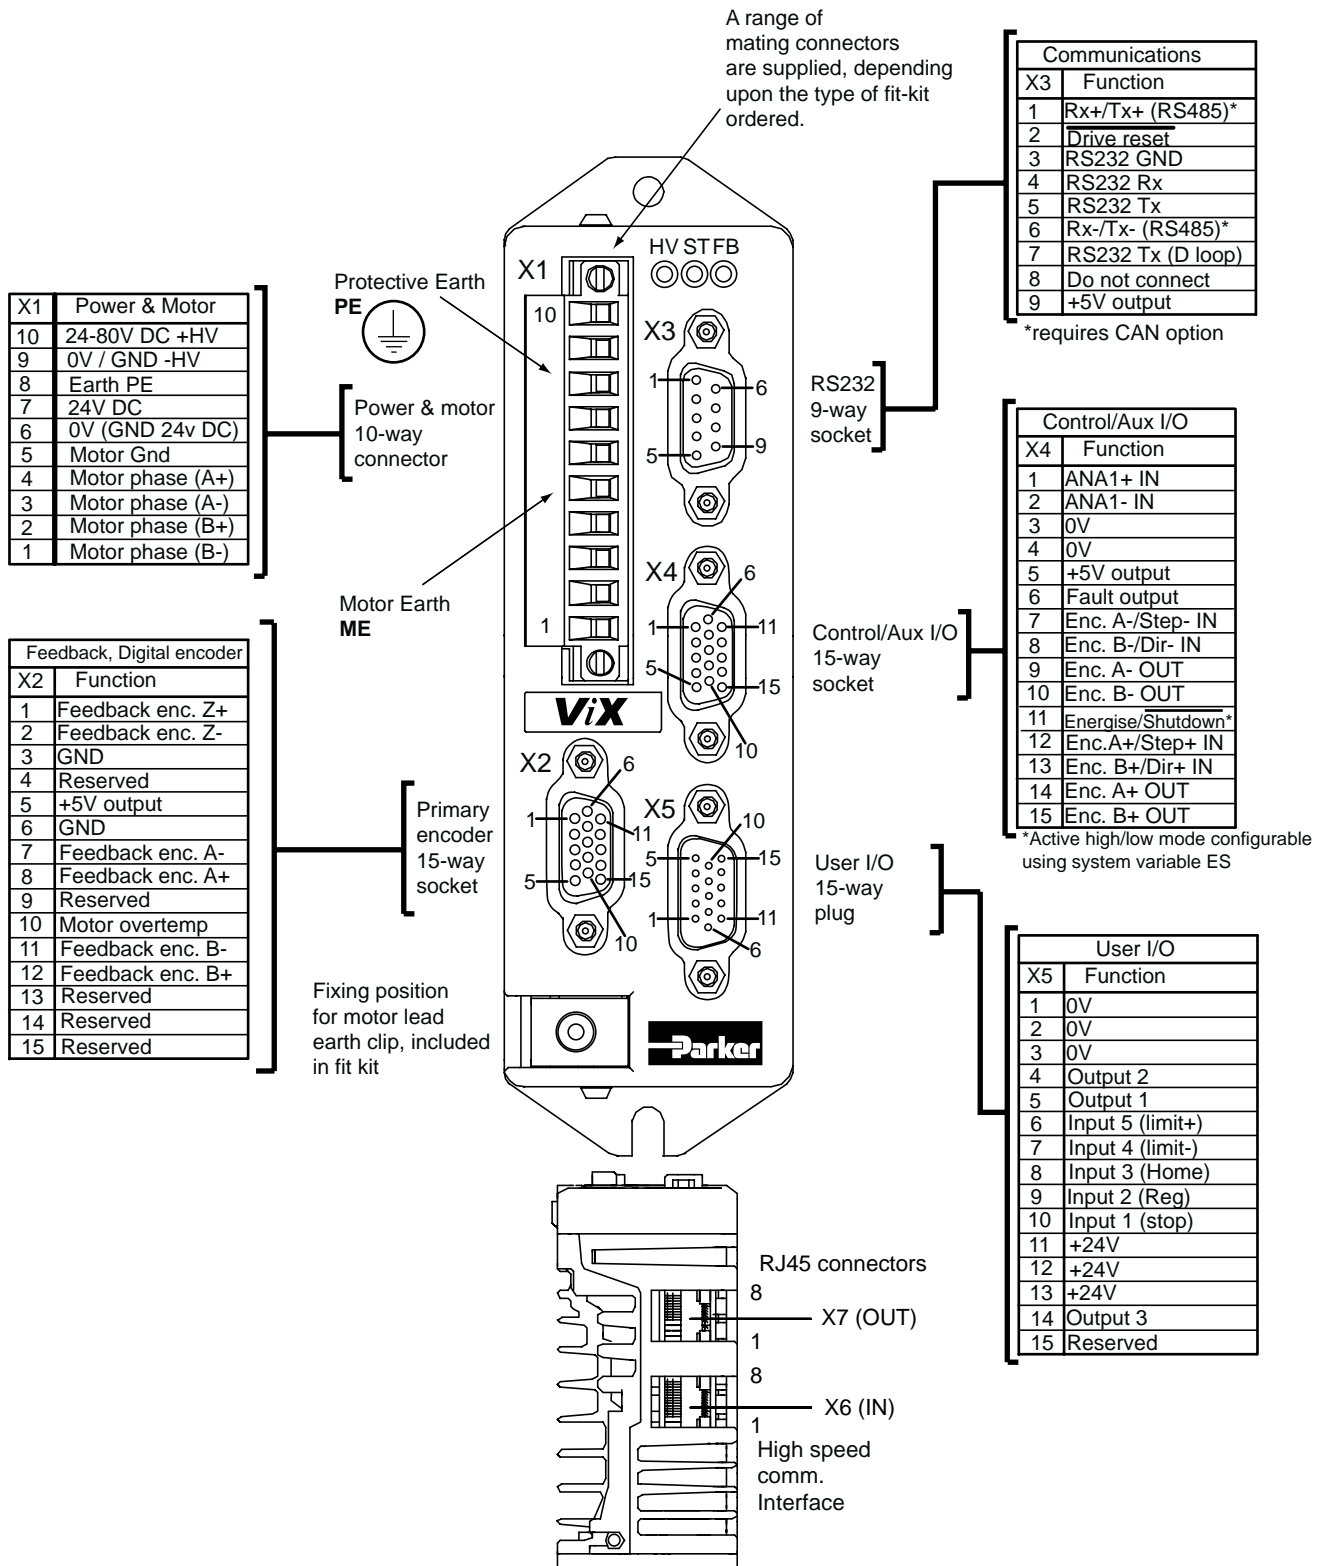 A range of
mating connectors
are supplied, depending
upon the type of fit-kit
ordered.
Communications
X3 Function
1 Rx+/Tx+ (RS485)*
2 Drive reset
3 RS232 GND
4 RS232 Rx
5 RS232 Tx
6 Rx-/Tx- (RS485)*
7 RS232 Tx (D loop)
8 Do not connect
9 +5V output
*requires CAN option
HV ST FB
X1
10
1
Protective Earth
PE
X1 Power & Motor
10 24-80V DC +HV
9 0V / GND -HV
8 Earth PE
7 24V DC
6 0V (GND 24v DC)
5 Motor Gnd
4 Motor phase (A+)
3 Motor phase (A-)
2 Motor phase (B+)
1 Motor phase (B-)
Power & motor
10-way
connector
Motor Earth
ME
X3
1
6
5
9
RS232
9-way
socket
Control/Aux I/O
X4 Function
1 ANA1+ IN
2 ANA1- IN
3 0V
4 0V
5 +5V output
6 Fault output
7 Enc. A-/Step- IN
8 Enc. B-/Dir- IN
9 Enc. A- OUT
10 Enc. B- OUT
11 Energise/Shutdown*
12 Enc.A+/Step+ IN
13 Enc. B+/Dir+ IN
14 Enc. A+ OUT
15 Enc. B+ OUT
*Active high/low mode configurable
using system variable ES
X4
6
1
11
5
15
10
Control/Aux I/O
15-way
socket
ViX
Feedback, Digital encoder
X2 Function
1 Feedback enc. Z+
2 Feedback enc. Z-
3 GND
4 Reserved
5 +5V output
6 GND
7 Feedback enc. A-
8 Feedback enc. A+
9 Reserved
10 Motor overtemp
11 Feedback enc. B-
12 Feedback enc. B+
13 Reserved
14 Reserved
15 Reserved
Primary
encoder
15-way
socket
X2
6
1
11
5
15
10
X5
10
5
15
1
11
6
User I/O
15-way
plug
User I/O
X5 Function
1 0V
2 0V
3 0V
4 Output 2
5 Output 1
6 Input 5 (limit+)
7 Input 4 (limit-)
8 Input 3 (Home)
9 Input 2 (Reg)
10 Input 1 (stop)
11 +24V
12 +24V
13 +24V
14 Output 3
15 Reserved
Fixing position
for motor lead
earth clip, included
in fit kit
Parker
RJ45 connectors
8
X7 (OUT)
1
8
X6 (IN)
1
High speed
comm.
Interface